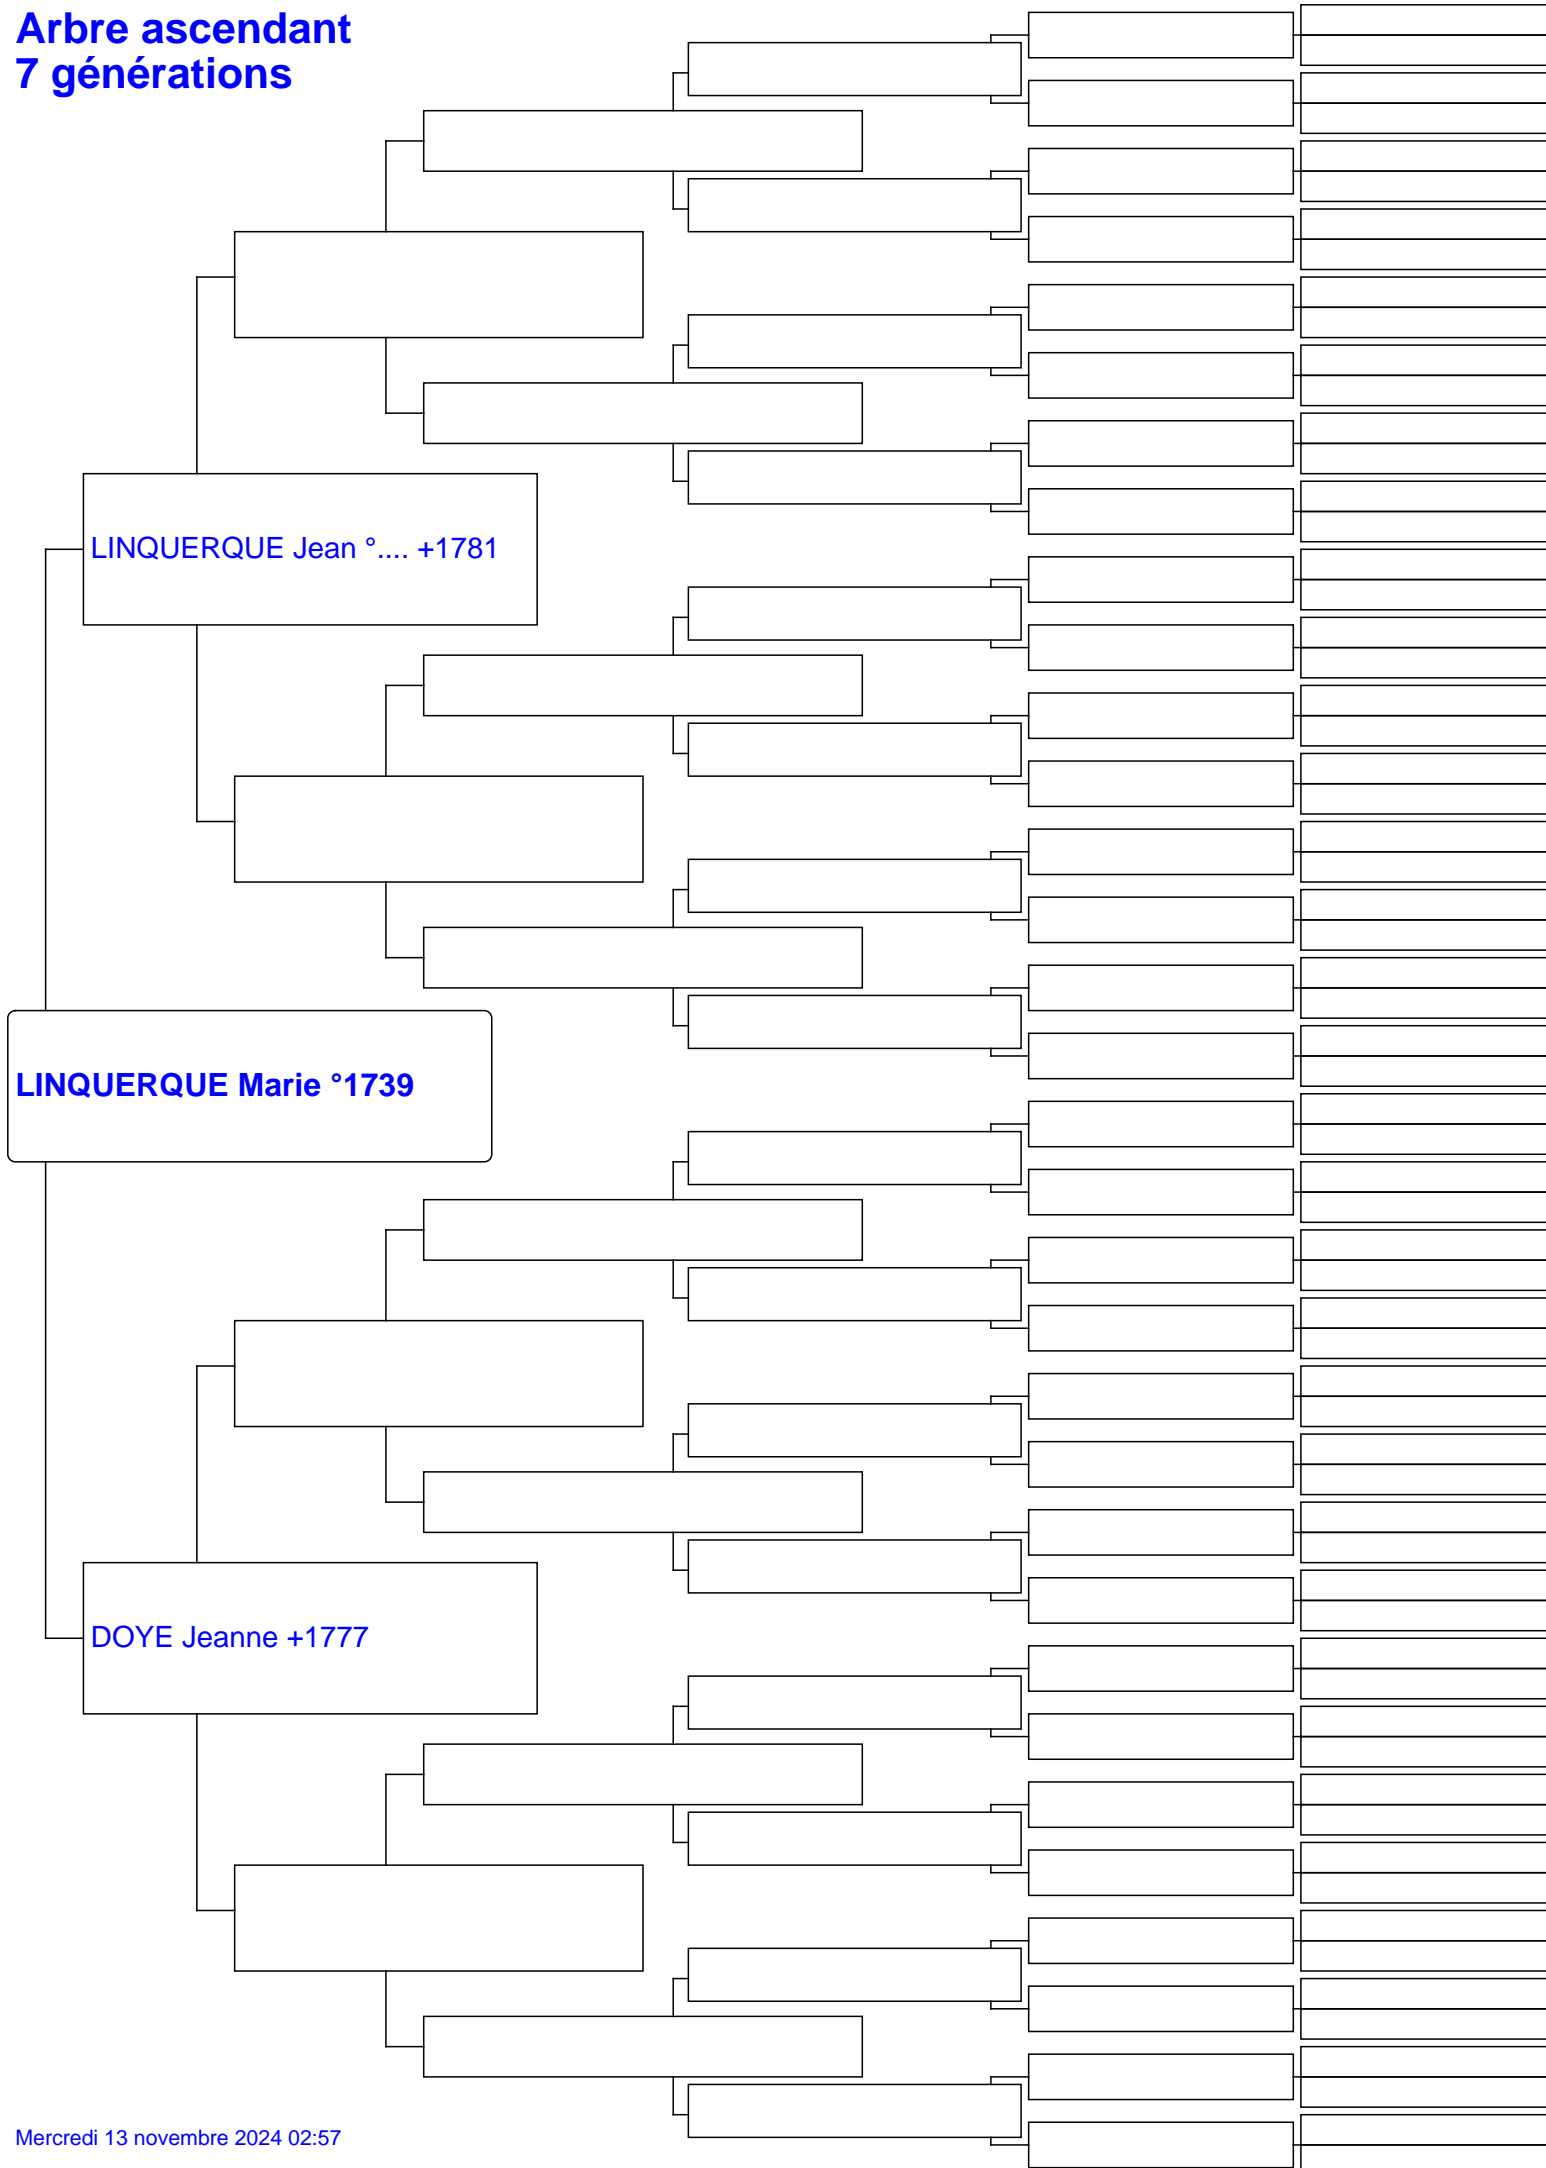 Arbre ascendant
7 générations
LINQUERQUE Jean °.... +1781
LINQUERQUE Marie °1739
DOYE Jeanne +1777
Mercredi 13 novembre 2024 02:57